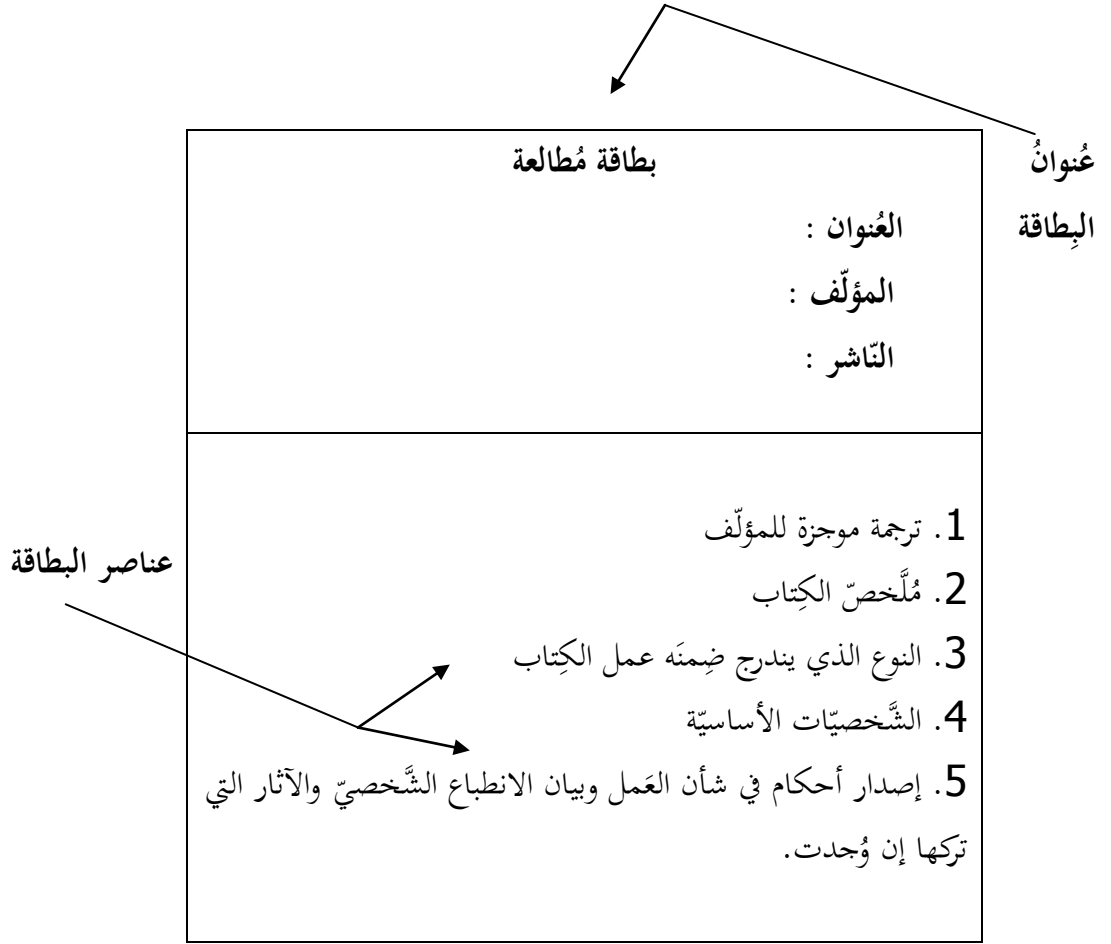 بطاقة مُطالعة
عُنوانُ
البِطاقة
العُنوان :
المؤلّف :
النّاشر :
1. ترجمة موجزة للمؤلّف
2. مُلَّخصّ الكِتاب
3. النوع الذي يندرج ضِمنَه عمل الكِتاب
4. الشَّخصيّات الأساسيّة
5. إصدار أحكام في شأن العَمل وبيان الانطباع الشَّخصيّ والآثار التي
تركها إن وُجدت.
عناصر البطاقة